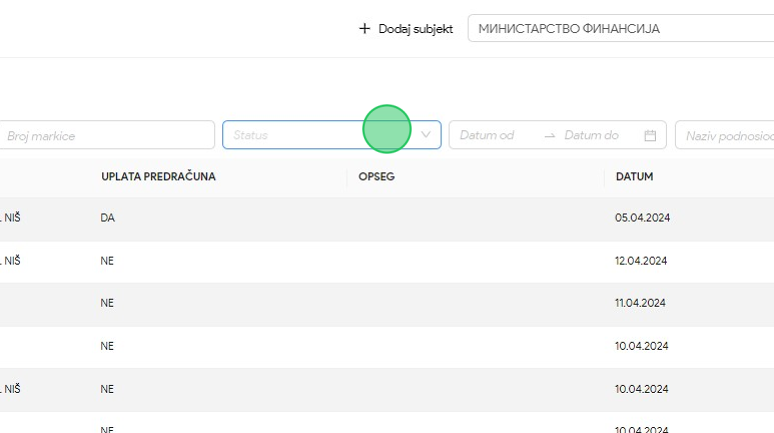 + Dodaj subjekt МИНИСТАРСТВО ФИНАНСИЈА
Broj markice Status Datum od → Datum do Naziv
UPLATA PREDRAČUNA OPSEG DATUM
NIŠ DA 05.04.2024
NIŠ NE 12.04.2024
NE 11.04.2024
NE 10.04.2024
NIŠ NE 10.04.2024
NE 10.04.2024